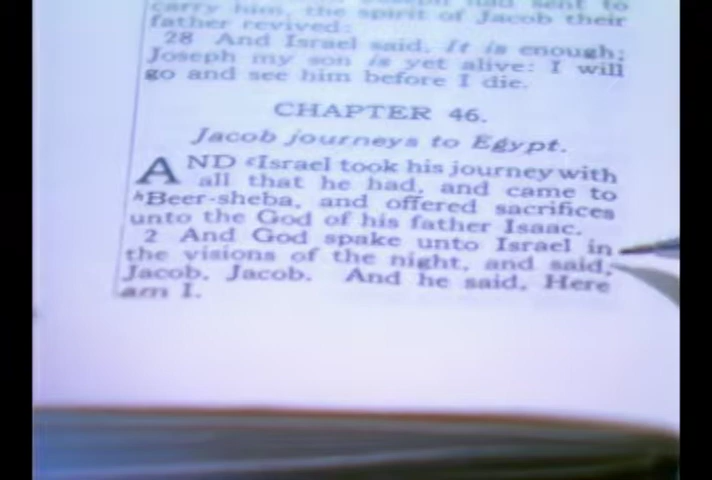 carry him, the spirit of Jacob their
father revived:
28 And Israel said, It is enough;
Joseph my son is yet alive: I will
go and see him before I die.
CHAPTER 46.
Jacob journeys to Egypt.
AND Israel took his journey with
all that he had, and came to
Beer-sheba, and offered sacrifices
unto the God of his father Isaac.
2 And God spake unto Israel in
the visions of the night, and said,
Jacob, Jacob. And he said, Here
am I.